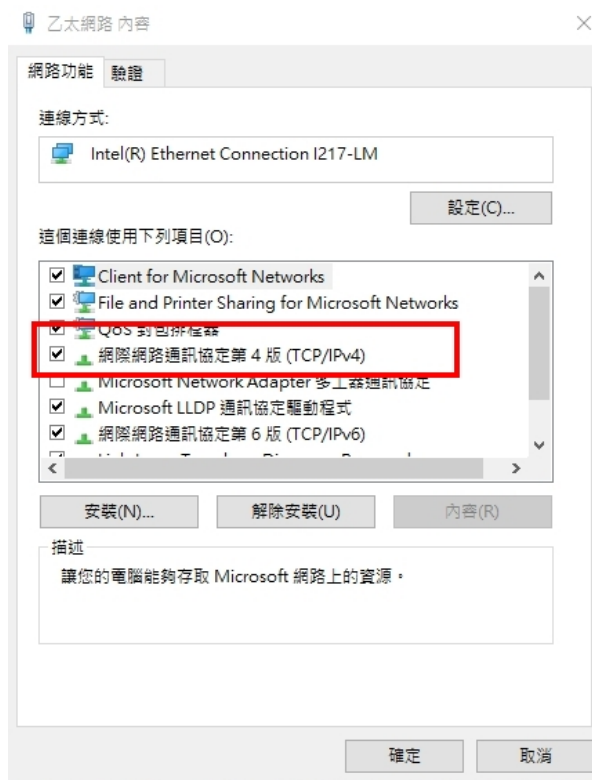 乙太網路 內容
網路功能 驗證
連線方式:
Intel(R) Ethernet Connection I217-LM
設定(C)...
這個連線使用下列項目(O):
Client for Microsoft Networks
File and Printer Sharing for Microsoft Networks
QoS 封包排程器
網際網路通訊協定第 4 版 (TCP/IPv4)
Microsoft Network Adapter 多工器通訊協定
Microsoft LLDP 通訊協定驅動程式
網際網路通訊協定第 6 版 (TCP/IPv6)
安裝(N)... 解除安裝(U) 內容(R)
描述
讓您的電腦能夠存取 Microsoft 網路上的資源。
確定 取消